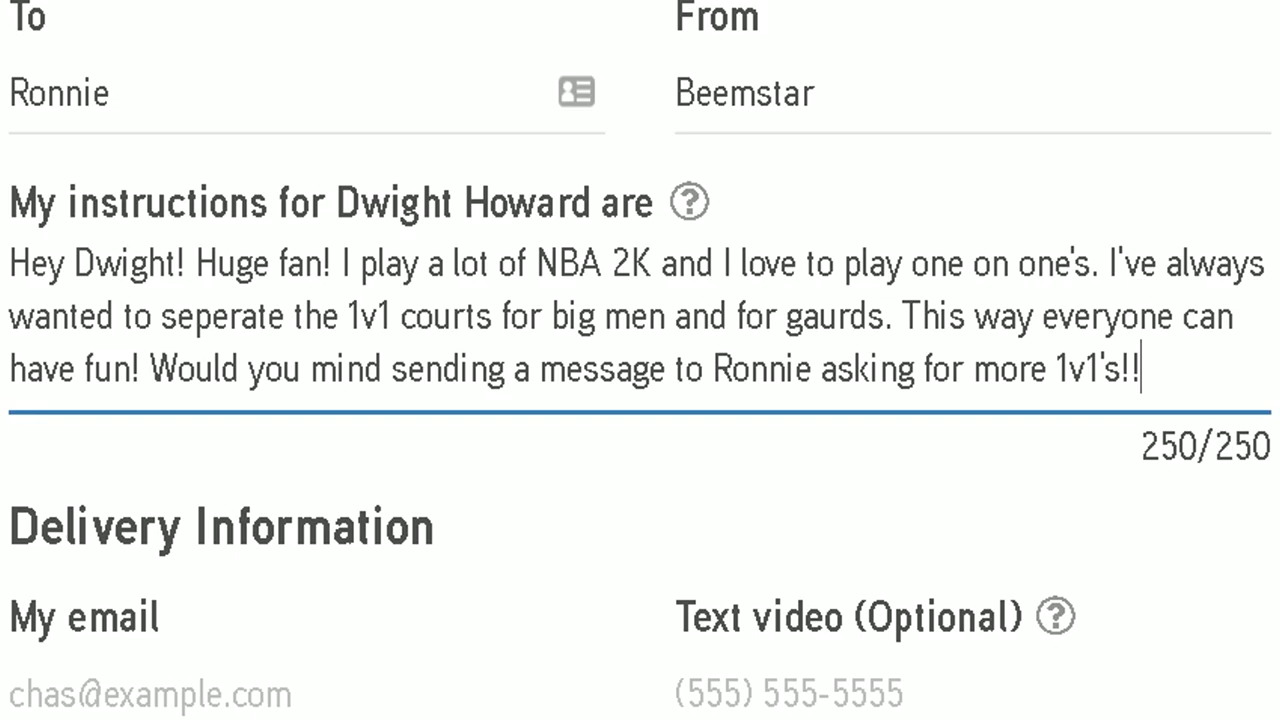 To
From
Ronnie
Beemstar
My instructions for Dwight Howard are ?
Hey Dwight! Huge fan! I play a lot of NBA 2K and I love to play one on one's. I've always
wanted to seperate the 1v1 courts for big men and for gaurds. This way everyone can
have fun! Would you mind sending a message to Ronnie asking for more 1v1's!!
250/250
Delivery Information
My email
Text video (Optional) ?
chas@example.com
(555) 555-5555